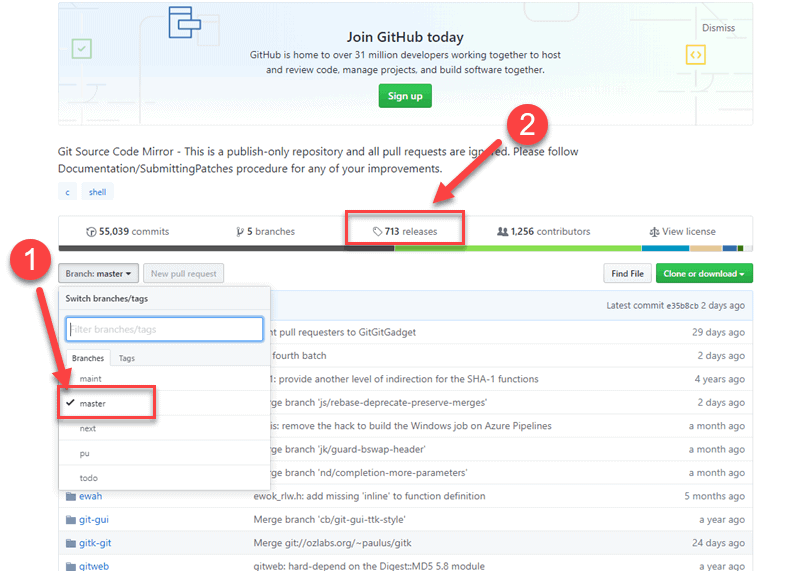 Join GitHub today
Dismiss
GitHub is home to over 31 million developers working together to host
and review code, manage projects, and build software together.
Sign up
2
Git Source Code Mirror - This is a publish-only repository and all pull requests are ignored. Please follow
Documentation/SubmittingPatches procedure for any of your improvements.
c shell
55,039 commits 5 branches 713 releases 1,256 contributors View license
1
Branch: master New pull request Find File Clone or download
Switch branches/tags
Latest commit e35b8cb 2 days ago
Filter branches/tags
nt pull requesters to GitGitGadget 29 days ago
fourth batch 2 days ago
Branches Tags
maint
1: provide another level of indirection for the SHA-1 functions 4 years ago
master
rge branch 'js/rebase-deprecate-preserve-merges' 2 days ago
next
is: remove the hack to build the Windows job on Azure Pipelines a month ago
pu
rge branch 'jk/guard-bswap-header' a month ago
todo
rge branch 'nd/completion-more-parameters' a month ago
ewah ewok_rlw.h: add missing 'inline' to function definition 5 months ago
git-gui Merge branch 'cb/git-gui-ttk-style' a year ago
gitk-git Merge git://ozlabs.org/~paulus/gitk 24 days ago
gitweb gitweb: hard-depend on the Digest::MD5 5.8 module a year ago